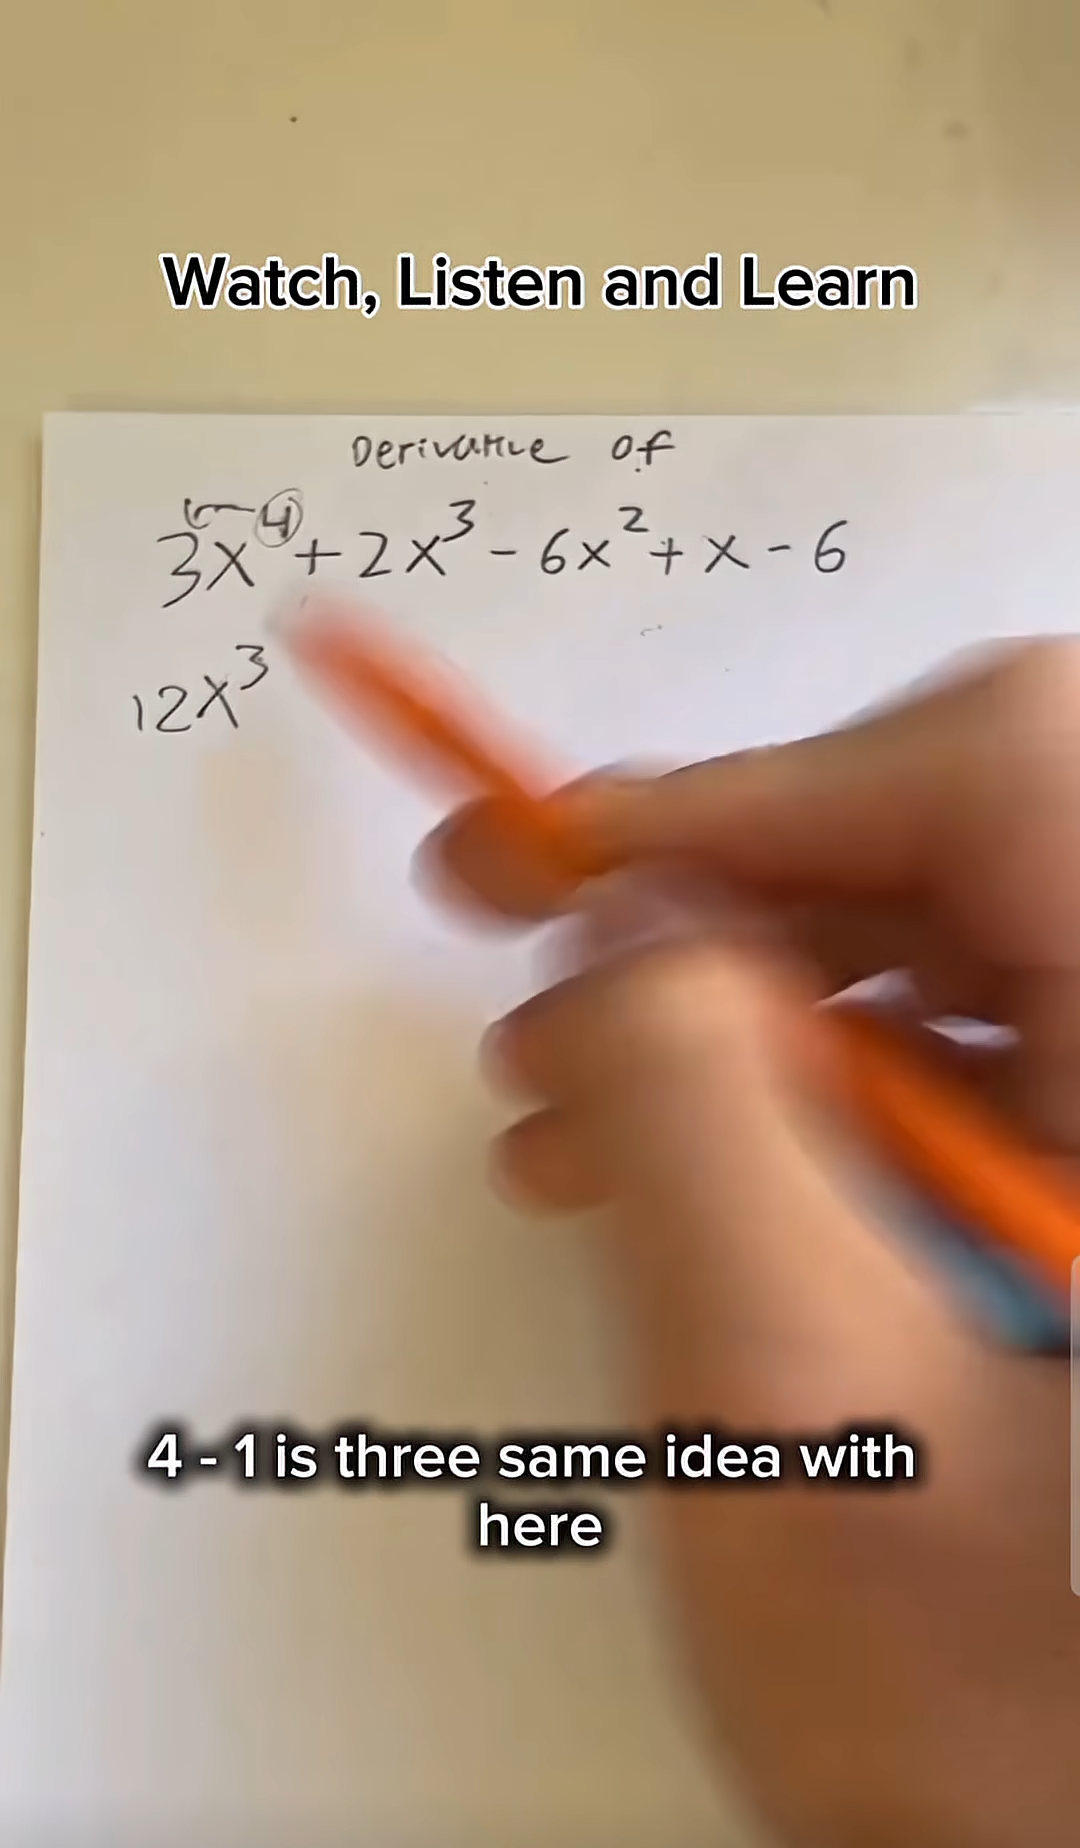 Watch, Listen and Learn
Derivative of
3x⁴ + 2x³ - 6x² + x - 6
12x³
4 - 1 is three same idea with
here